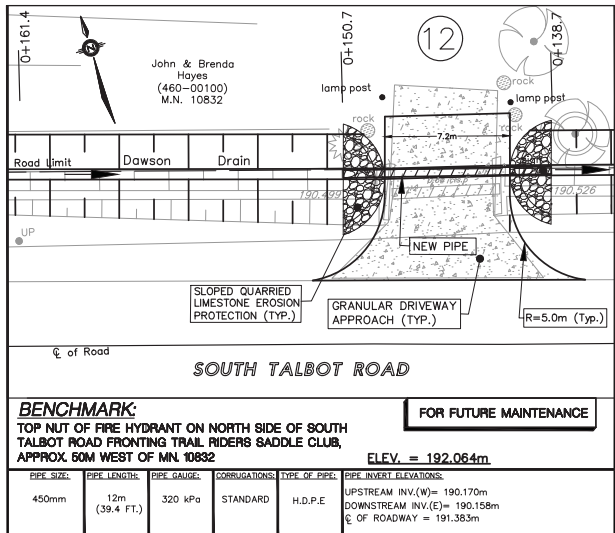 0+161.4
0+150.7
12
0+138.7
N
John & Brenda
Hayes
(460-00100)
M.N. 10832
lamp post
rock
lamp post
rock
rock
7.2m
Road Limit
Dawson
Drain
190.499
190.526
UP
NEW PIPE
SLOPED QUARRIED
LIMESTONE EROSION
PROTECTION (TYP.)
GRANULAR DRIVEWAY
APPROACH (TYP.)
R=5.0m (Typ.)
℄ of Road
SOUTH TALBOT ROAD
BENCHMARK:
TOP NUT OF FIRE HYDRANT ON NORTH SIDE OF SOUTH
TALBOT ROAD FRONTING TRAIL RIDERS SADDLE CLUB,
APPROX. 50M WEST OF MN. 10832
FOR FUTURE MAINTENANCE
ELEV. = 192.064m
PIPE SIZE:
450mm
PIPE LENGTH:
12m
(39.4 FT.)
PIPE GAUGE:
320 kPa
CORRUGATIONS:
STANDARD
TYPE OF PIPE:
H.D.P.E
PIPE INVERT ELEVATIONS:
UPSTREAM INV.(W)= 190.170m
DOWNSTREAM INV.(E)= 190.158m
℄ OF ROADWAY = 191.383m